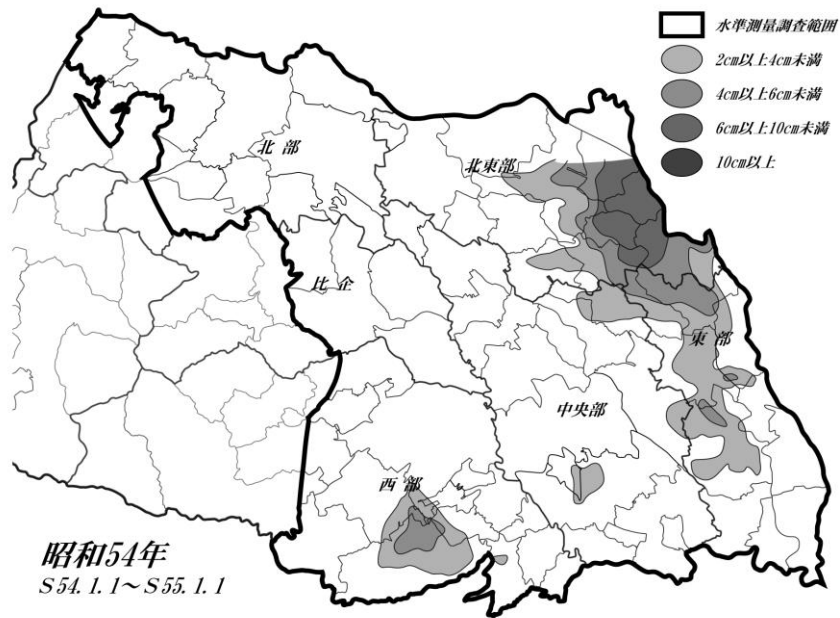 水準測量調査範囲
2cm以上4cm未満
4cm以上6cm未満
6cm以上10cm未満
10cm以上
北部
北東部
比企
東部
中央部
西部
昭和54年
S54.1.1～S55.1.1